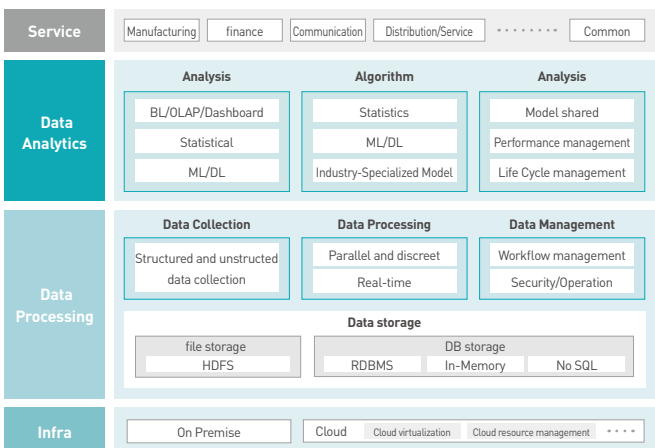 Service
Manufacturing
finance
Communication
Distribution/Service
Common
Data
Analytics
Analysis
BL/OLAP/Dashboard
Statistical
ML/DL
Algorithm
Statistics
ML/DL
Industry-Specialized Model
Analysis
Model shared
Performance management
Life Cycle management
Data
Processing
Data Collection
Structured and unstructed
data collection
Data Processing
Parallel and discreet
Real-time
Data Management
Workflow management
Security/Operation
Data storage
file storage
HDFS
DB storage
RDBMS
In-Memory
No SQL
Infra
On Premise
Cloud
Cloud virtualization
Cloud resource management